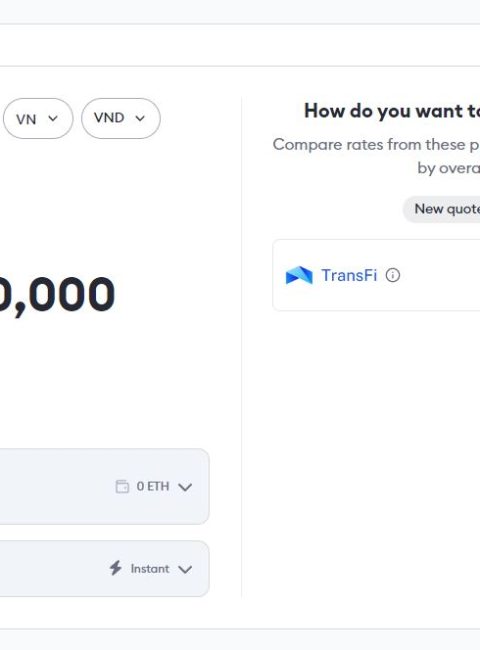 VN
VND
0,000
0 ETH
Instant
How do you want to
Compare rates from these p
by overa
New quote
TransFi